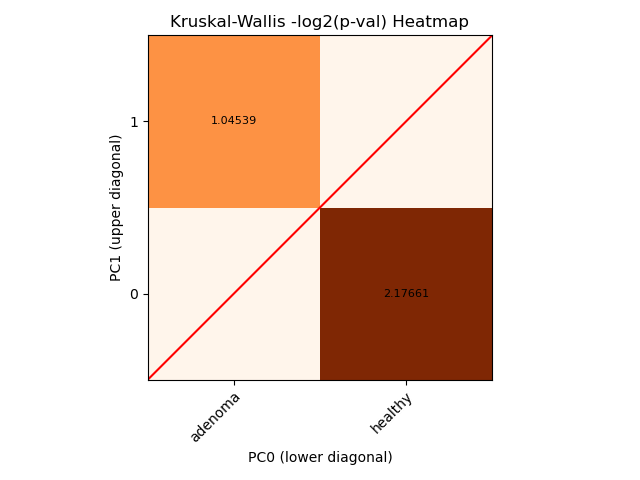 Kruskal-Wallis -log2(p-val) Heatmap
PC1 (upper diagonal)
1
1.04539
0
2.17661
adenoma
healthy
PC0 (lower diagonal)